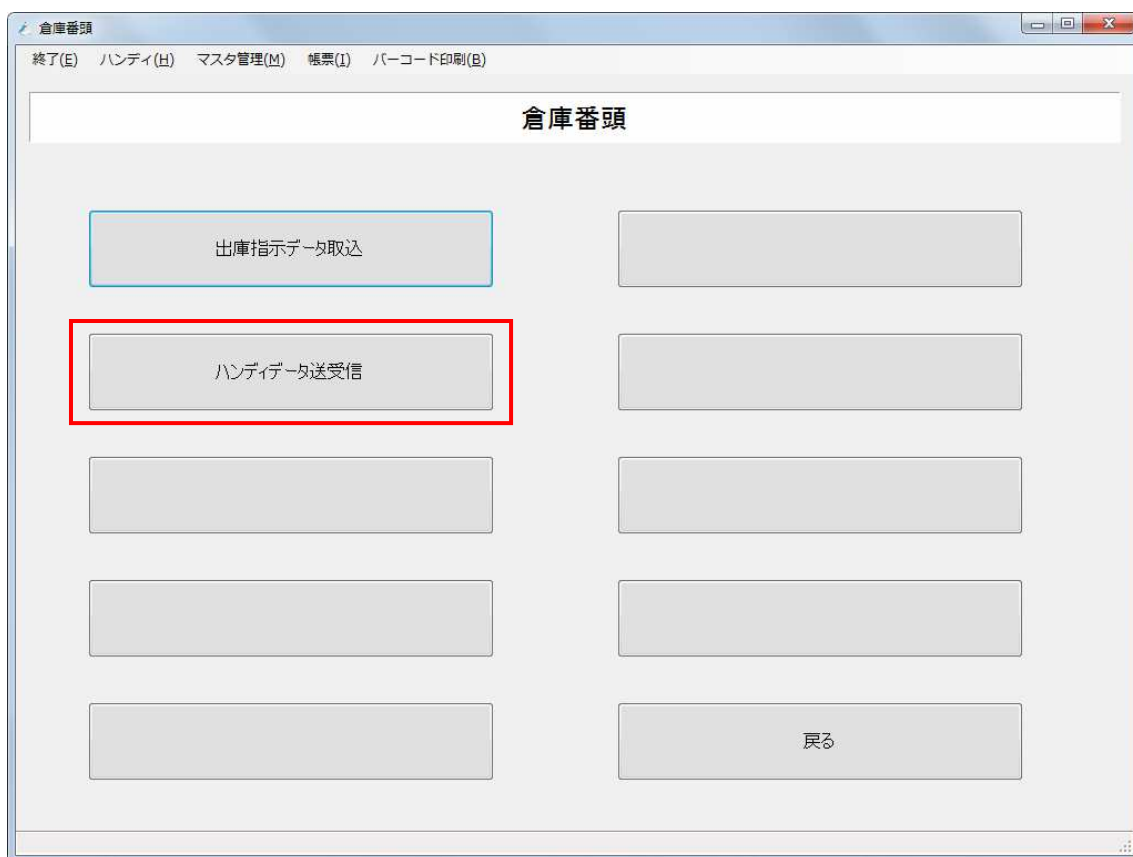 倉庫番頭
終了(E) ハンディ(H) マスタ管理(M) 帳票(I) バーコード印刷(B)
倉庫番頭
出庫指示データ取込
ハンディデータ送受信
戻る